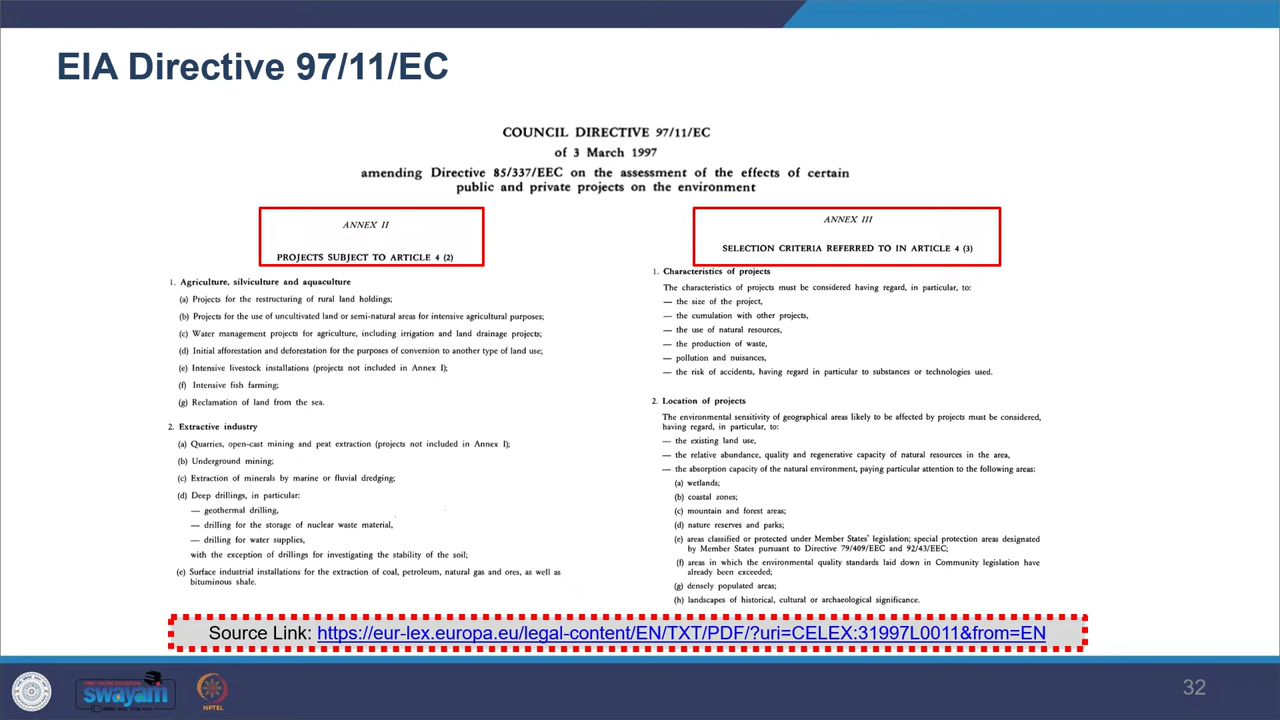 EIA Directive 97/11/EC
COUNCIL DIRECTIVE 97/11/EC
of 3 March 1997
amending Directive 85/337/EEC on the assessment of the effects of certain
public and private projects on the environment
ANNEX II
PROJECTS SUBJECT TO ARTICLE 4 (2)
1. Agriculture, silviculture and aquaculture
(a) Projects for the restructuring of rural land holdings;
(b) Projects for the use of uncultivated land or semi-natural areas for intensive agricultural purposes;
(c) Water management projects for agriculture, including irrigation and land drainage projects;
(d) Initial afforestation and deforestation for the purposes of conversion to another type of land use;
(e) Intensive livestock installations (projects not included in Annex I);
(f) Intensive fish farming;
(g) Reclamation of land from the sea.
2. Extractive industry
(a) Quarries, open-cast mining and peat extraction (projects not included in Annex I);
(b) Underground mining;
(c) Extraction of minerals by marine or fluvial dredging;
(d) Deep drillings, in particular:
— geothermal drilling,
— drilling for the storage of nuclear waste material,
— drilling for water supplies,
with the exception of drillings for investigating the stability of the soil;
(e) Surface industrial installations for the extraction of coal, petroleum, natural gas and ores, as well as
bituminous shale.
ANNEX III
SELECTION CRITERIA REFERRED TO IN ARTICLE 4 (3)
1. Characteristics of projects
The characteristics of projects must be considered having regard, in particular, to:
— the size of the project,
— the cumulation with other projects,
— the use of natural resources,
— the production of waste,
— pollution and nuisances,
— the risk of accidents, having regard in particular to substances or technologies used.
2. Location of projects
The environmental sensitivity of geographical areas likely to be affected by projects must be considered,
having regard, in particular, to:
— the existing land use,
— the relative abundance, quality and regenerative capacity of natural resources in the area,
— the absorption capacity of the natural environment, paying particular attention to the following areas:
(a) wetlands;
(b) coastal zones;
(c) mountain and forest areas;
(d) nature reserves and parks;
(e) areas classified or protected under Member States' legislation; special protection areas designated
by Member States pursuant to Directive 79/409/EEC and 92/43/EEC;
(f) areas in which the environmental quality standards laid down in Community legislation have
already been exceeded;
(g) densely populated areas;
(h) landscapes of historical, cultural or archaeological significance.
Source Link: https://eur-lex.europa.eu/legal-content/EN/TXT/PDF/?uri=CELEX:31997L0011&from=EN
swayam
NPTEL
32